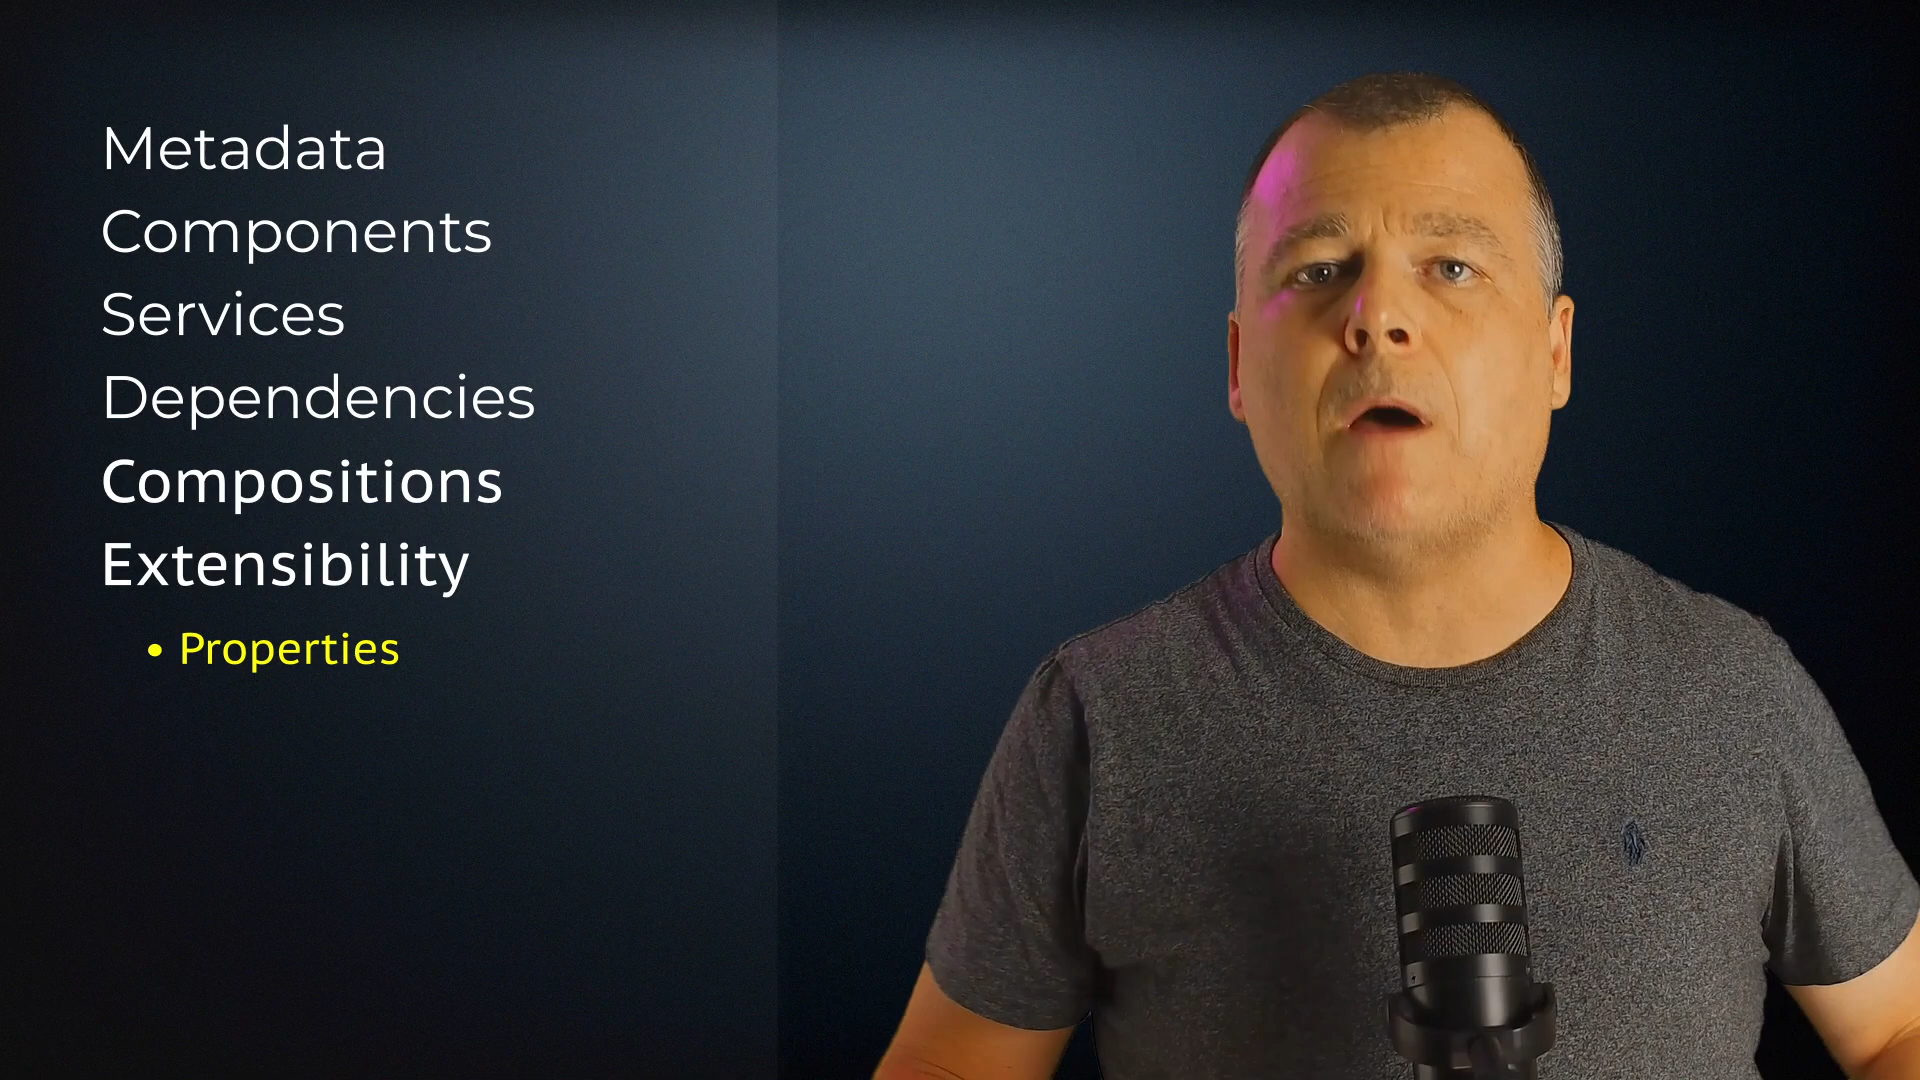 Metadata
Components
Services
Dependencies
Compositions
Extensibility
• Properties